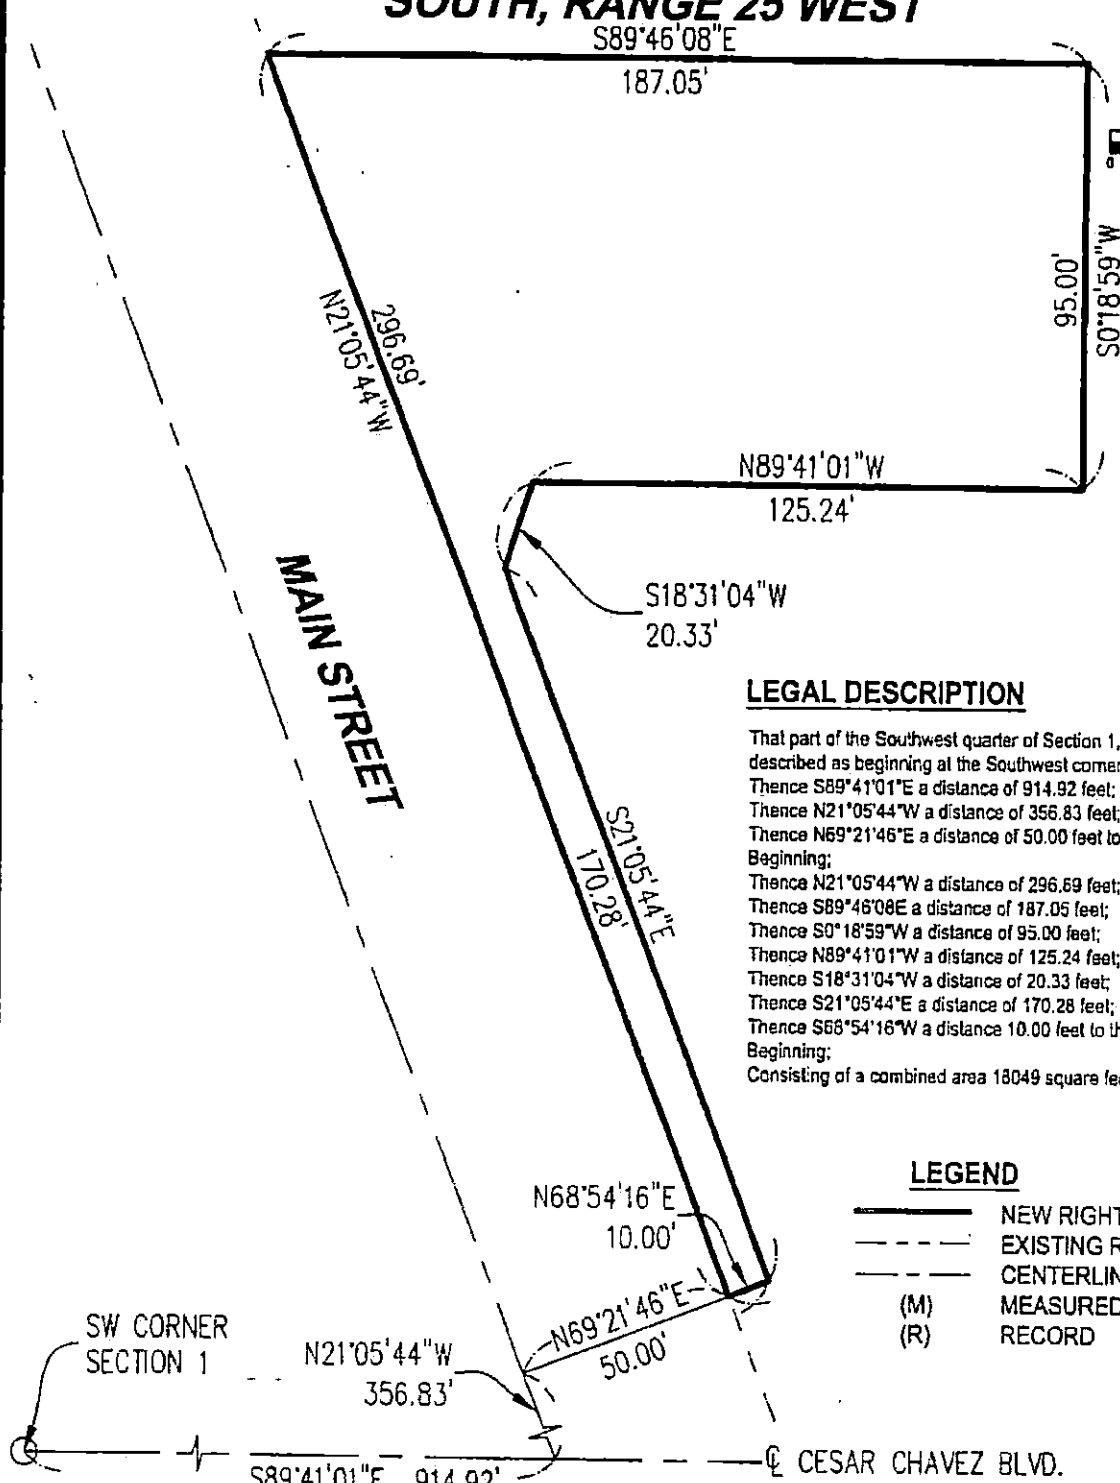 SOUTH, RANGE 25 WEST
S89°46'08"E
187.05'
95.00'
S0°18'59"W
296.69'
N21°05'44"W
N89°41'01"W
125.24'
S18°31'04"W
20.33'
MAIN STREET
LEGAL DESCRIPTION
That part of the Southwest quarter of Section 1,
described as beginning at the Southwest corner
Thence S89°41'01"E a distance of 914.92 feet;
Thence N21°05'44"W a distance of 356.83 feet;
Thence N69°21'46"E a distance of 50.00 feet to
Beginning;
Thence N21°05'44"W a distance of 296.69 feet;
Thence S89°46'08E a distance of 187.05 feet;
Thence S0°18'59"W a distance of 95.00 feet;
Thence N89°41'01"W a distance of 125.24 feet;
Thence S18°31'04"W a distance of 20.33 feet;
Thence S21°05'44"E a distance of 170.28 feet;
Thence S68°54'16"W a distance 10.00 feet to th
Beginning;
Consisting of a combined area 18049 square fee
S21°05'44"E
170.28'
LEGEND
NEW RIGHT
EXISTING R
CENTERLIN
(M) MEASURED
(R) RECORD
N68°54'16"E
10.00'
N69°21'46"E
50.00'
SW CORNER
SECTION 1
N21°05'44"W
356.83'
S89°41'01"E 914.92'
℄ CESAR CHAVEZ BLVD.